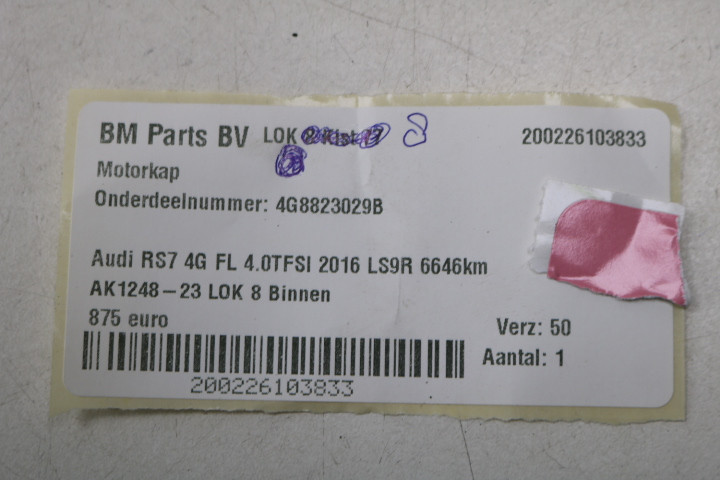 BM Parts BV LOK 8 200226103833
Motorkap
Onderdeelnummer: 4G8823029B
Audi RS7 4G FL 4.0TFSI 2016 LS9R 6646km
AK1248-23 LOK 8 Binnen
875 euro
Verz: 50
Aantal: 1
200226103833